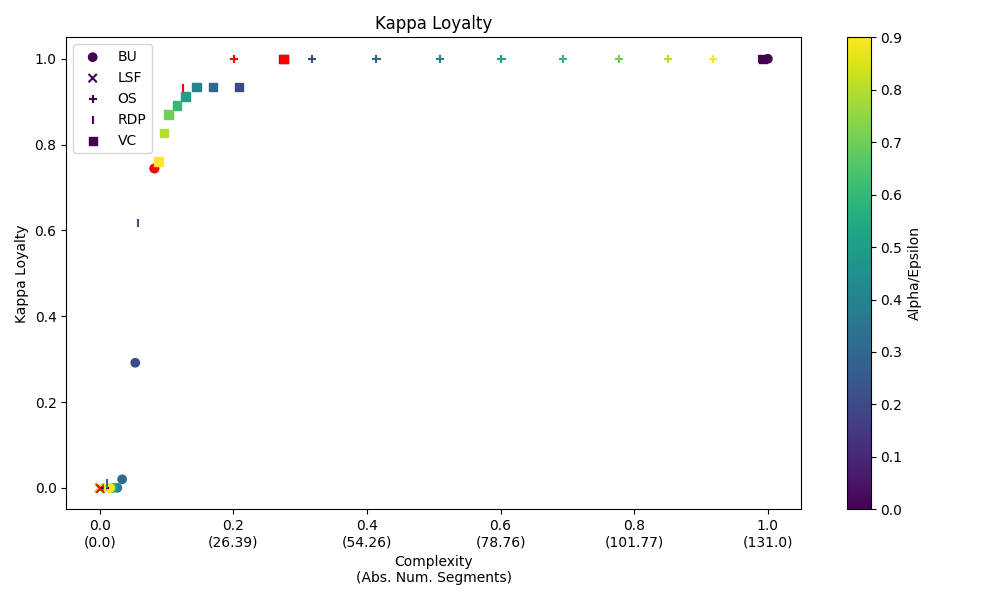 Kappa Loyalty
BU
LSF
OS
RDP
VC
Kappa Loyalty
1.0
0.8
0.6
0.4
0.2
0.0
0.0 0.2 0.4 0.6 0.8 1.0
(0.0) (26.39) (54.26) (78.76) (101.77) (131.0)
Complexity
(Abs. Num. Segments)
0.9
0.8
0.7
0.6
0.5
0.4
0.3
0.2
0.1
0.0
Alpha/Epsilon